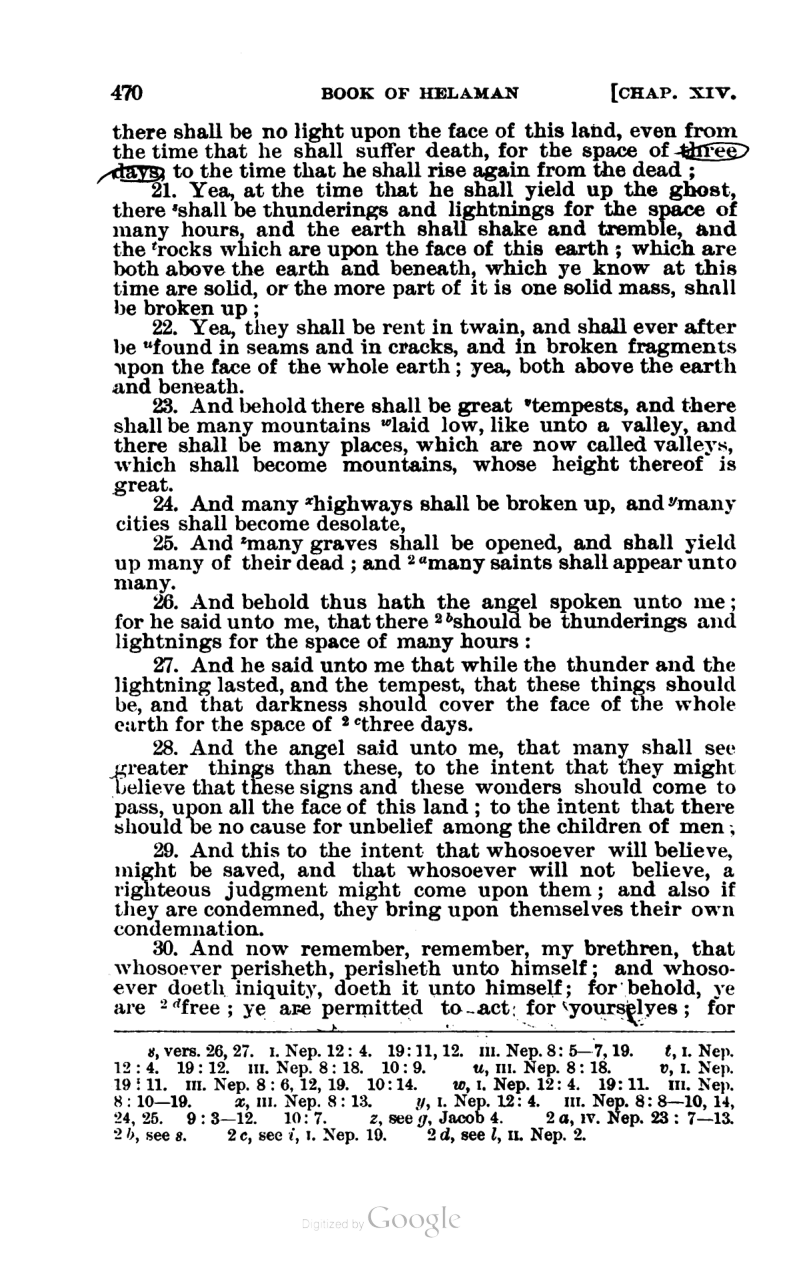 470 BOOK OF HELAMAN [CHAP. XIV.
there shall be no light upon the face of this land, even from
the time that he shall suffer death, for the space of three
days, to the time that he shall rise again from the dead ;
21. Yea, at the time that he shall yield up the ghost,
there ˢshall be thunderings and lightnings for the space of
many hours, and the earth shall shake and tremble, and
the ᵗrocks which are upon the face of this earth ; which are
both above the earth and beneath, which ye know at this
time are solid, or the more part of it is one solid mass, shall
be broken up ;
22. Yea, they shall be rent in twain, and shall ever after
be ᵘfound in seams and in cracks, and in broken fragments
upon the face of the whole earth ; yea, both above the earth
and beneath.
23. And behold there shall be great ᵛtempests, and there
shall be many mountains ʷlaid low, like unto a valley, and
there shall be many places, which are now called valleys,
which shall become mountains, whose height thereof is
great.
24. And many ˣhighways shall be broken up, and ʸmany
cities shall become desolate,
25. And ᶻmany graves shall be opened, and shall yield
up many of their dead ; and ²ᵃmany saints shall appear unto
many.
26. And behold thus hath the angel spoken unto me ;
for he said unto me, that there ²ᵇshould be thunderings and
lightnings for the space of many hours :
27. And he said unto me that while the thunder and the
lightning lasted, and the tempest, that these things should
be, and that darkness should cover the face of the whole
earth for the space of ²ᶜthree days.
28. And the angel said unto me, that many shall see
greater things than these, to the intent that they might
believe that these signs and these wonders should come to
pass, upon all the face of this land ; to the intent that there
should be no cause for unbelief among the children of men ;
29. And this to the intent that whosoever will believe,
might be saved, and that whosoever will not believe, a
righteous judgment might come upon them ; and also if
they are condemned, they bring upon themselves their own
condemnation.
30. And now remember, remember, my brethren, that
whosoever perisheth, perisheth unto himself ; and whoso-
ever doeth iniquity, doeth it unto himself ; for behold, ye
are ²ᵈfree ; ye are permitted to act for yourselves ; for
s, vers. 26, 27. I. Nep. 12 : 4. 19 : 11, 12. III. Nep. 8 : 5—7, 19. t, I. Nep.
12 : 4. 19 : 12. III. Nep. 8 : 18. 10 : 9. u, III. Nep. 8 : 18. v, I. Nep.
19 : 11. III. Nep. 8 : 6, 12, 19. 10 : 14. w, I. Nep. 12 : 4. 19 : 11. III. Nep.
8 : 10—19. x, III. Nep. 8 : 13. y, I. Nep. 12 : 4. III. Nep. 8 : 8—10, 14,
24, 25. 9 : 3—12. 10 : 7. z, see g, Jacob 4. 2 a, IV. Nep. 23 : 7—13.
2 b, see s. 2 c, see i, I. Nep. 19. 2 d, see l, II. Nep. 2.
Digitized by Google